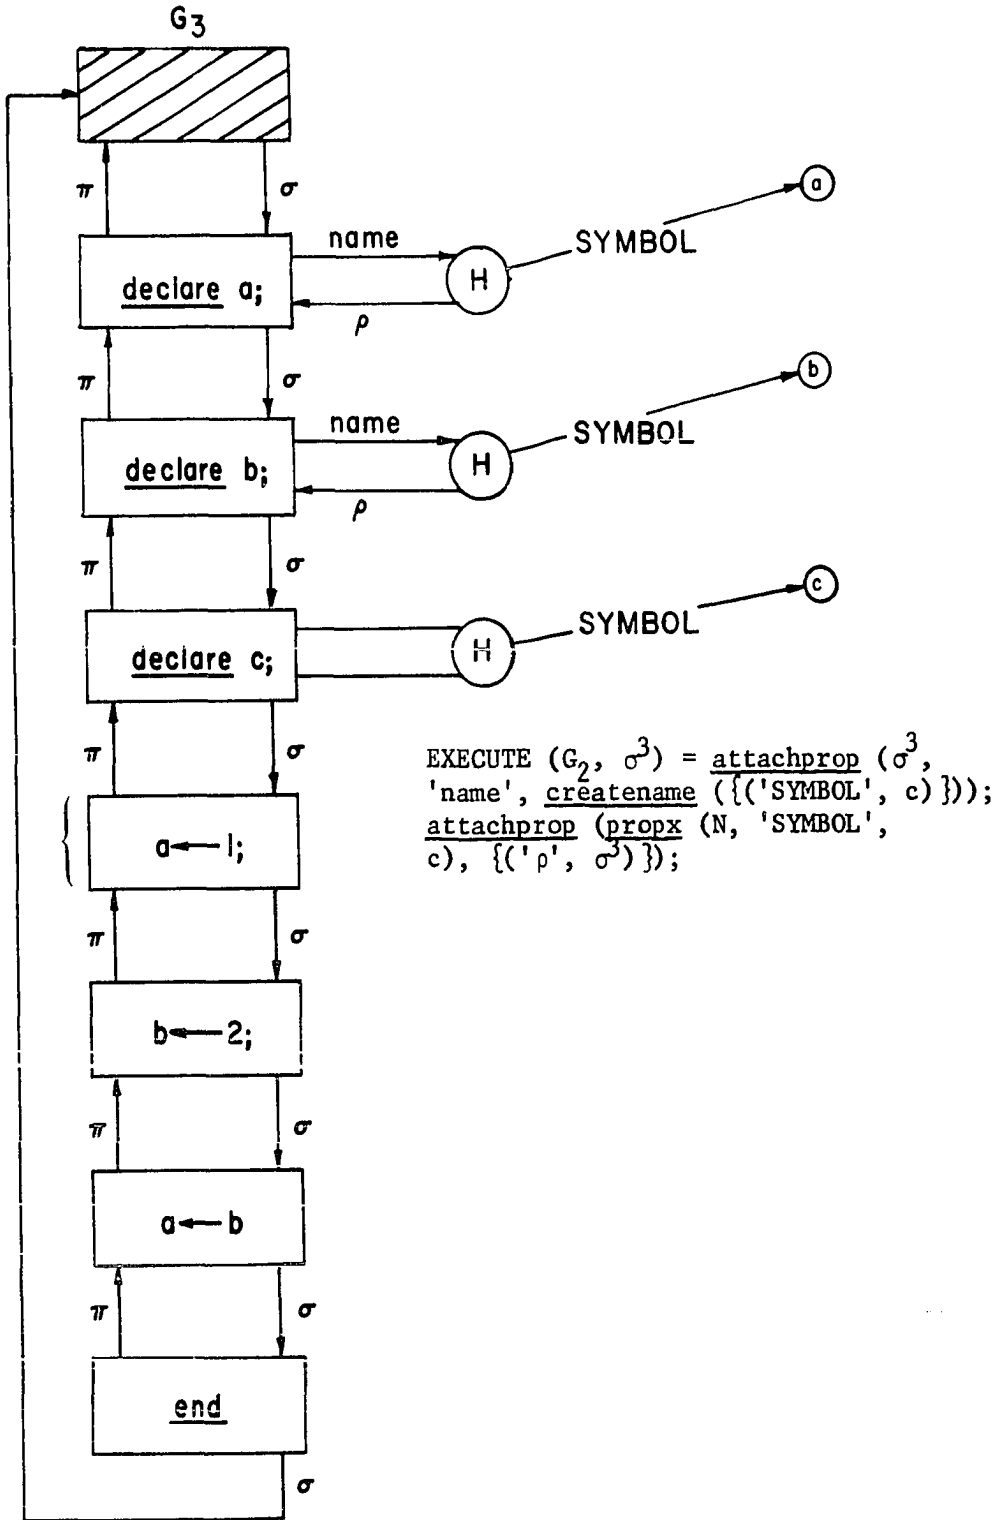 G3
π σ
name
SYMBOL a
declare a;
H
ρ
π σ
name
SYMBOL b
declare b;
H
ρ
π σ
SYMBOL c
declare c;
H
π σ
EXECUTE (G2, σ3) = attachprop (σ3,
'name', createname ({('SYMBOL', c)}));
attachprop (propx (N, 'SYMBOL',
c), {('ρ', σ3)});
{ a ← 1;
π σ
b ← 2;
π σ
a ← b
π σ
end
σ